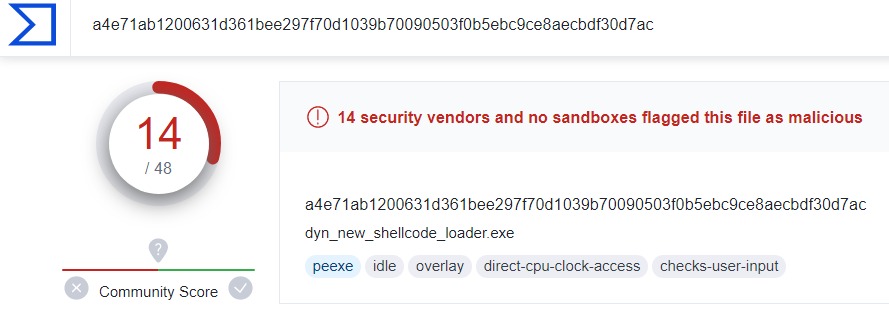 a4e71ab1200631d361bee297f70d1039b70090503f0b5ebc9ce8aecbdf30d7ac
14
/ 48
Community Score
14 security vendors and no sandboxes flagged this file as malicious
a4e71ab1200631d361bee297f70d1039b70090503f0b5ebc9ce8aecbdf30d7ac
dyn_new_shellcode_loader.exe
peexe idle overlay direct-cpu-clock-access checks-user-input